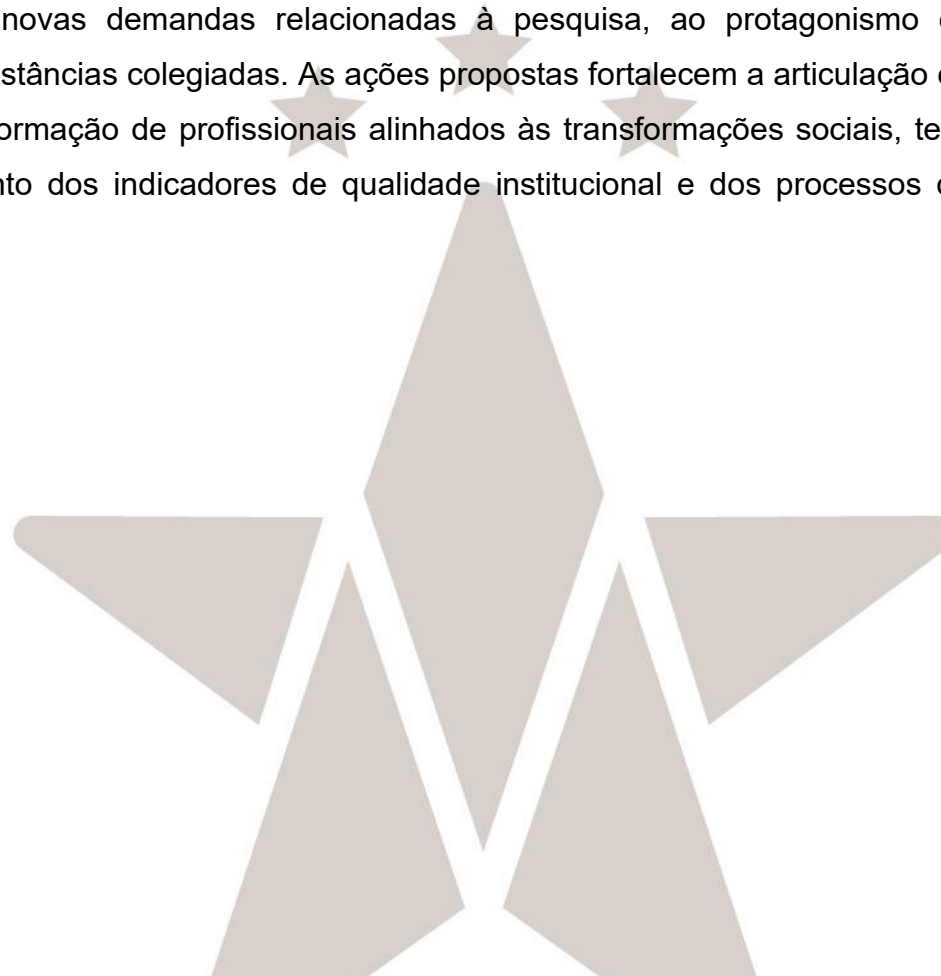 novas demandas relacionadas à pesquisa, ao protagonismo
stâncias colegiadas. As ações propostas fortalecem a articulação
ormação de profissionais alinhados às transformações sociais, te
nto dos indicadores de qualidade institucional e dos processos